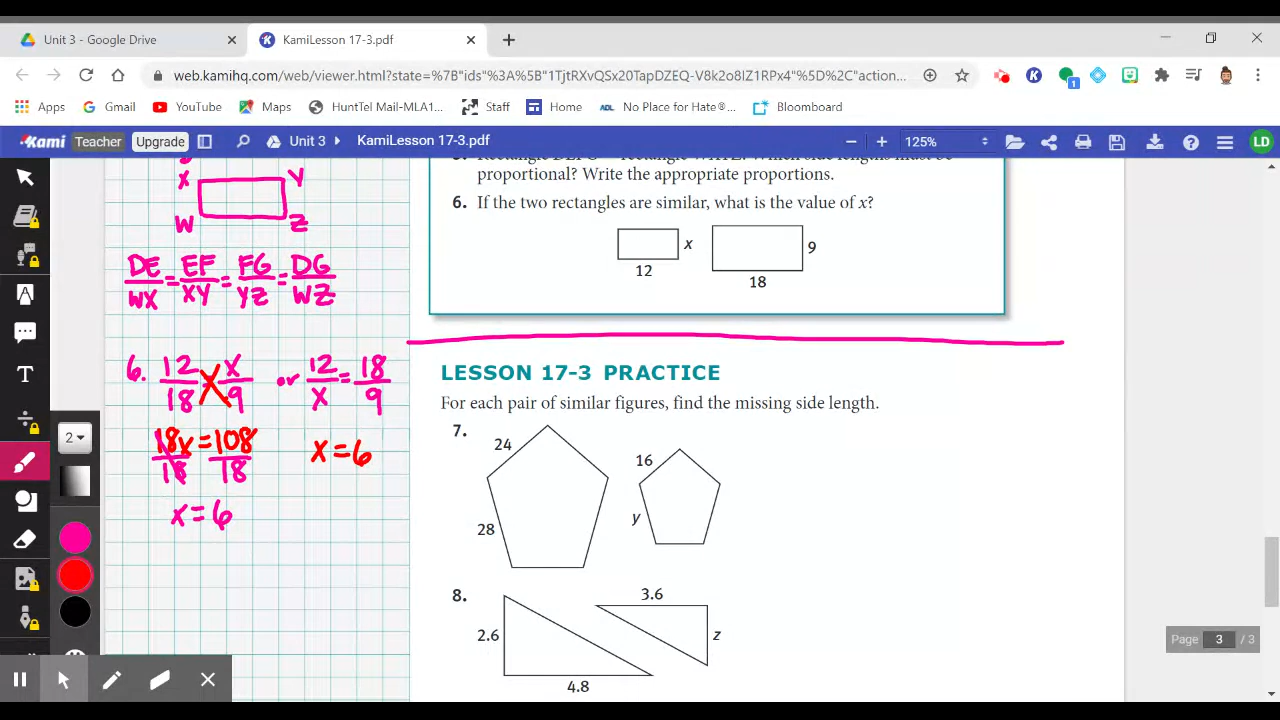 Unit 3 - Google Drive
KamiLesson 17-3.pdf
web.kamihq.com/web/viewer.html?state=%7B"ids"%3A%5B"1TjtRXvQSx20TapDZEQ-V8k2o8IZ1RPx4"%5D%2C"action...
Apps Gmail YouTube Maps HuntTel Mail-MLA1... Staff Home No Place for Hate$... Bloomboard
Kami Teacher Upgrade Unit 3 KamiLesson 17-3.pdf 125% LD
proportional? Write the appropriate proportions.
6. If the two rectangles are similar, what is the value of x?
x 9
12 18
X Y
W Z
DE/WX = EF/XY = FG/YZ = DG/WZ
6. 12/18 x/9 or 12/x = 18/9
18x/18 = 108/18 x = 6
x = 6
LESSON 17-3 PRACTICE
For each pair of similar figures, find the missing side length.
7. 24 16
28 y
8. 3.6
2.6 z
4.8
2
Page 3 / 3